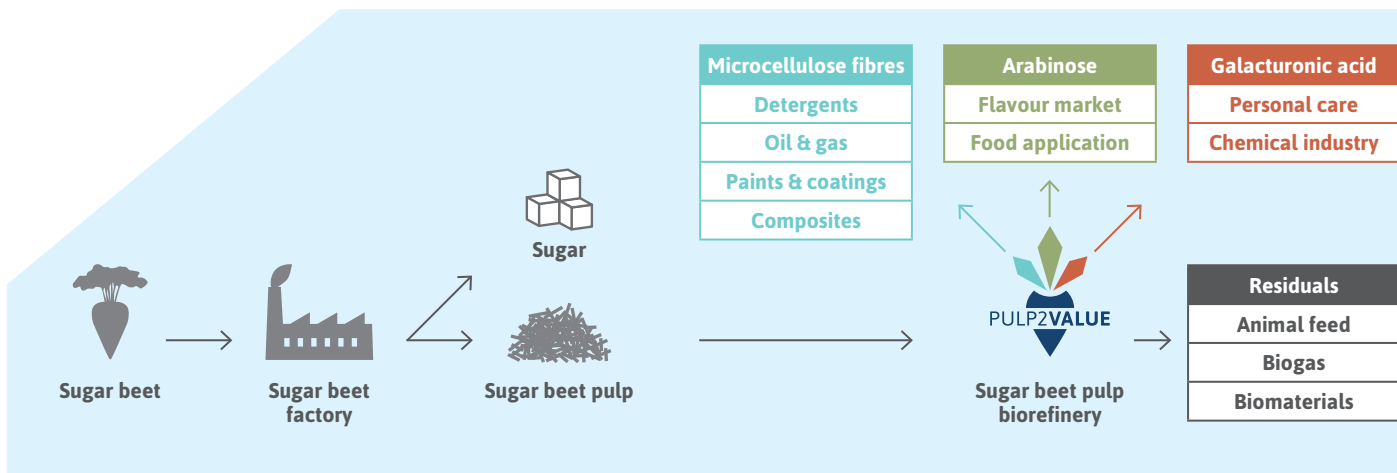 Microcellulose fibres
Detergents
Oil & gas
Paints & coatings
Composites
Arabinose
Flavour market
Food application
Galacturonic acid
Personal care
Chemical industry
Sugar
Sugar beet
Sugar beet
factory
Sugar beet pulp
PULP2VALUE
Sugar beet pulp
biorefinery
Residuals
Animal feed
Biogas
Biomaterials